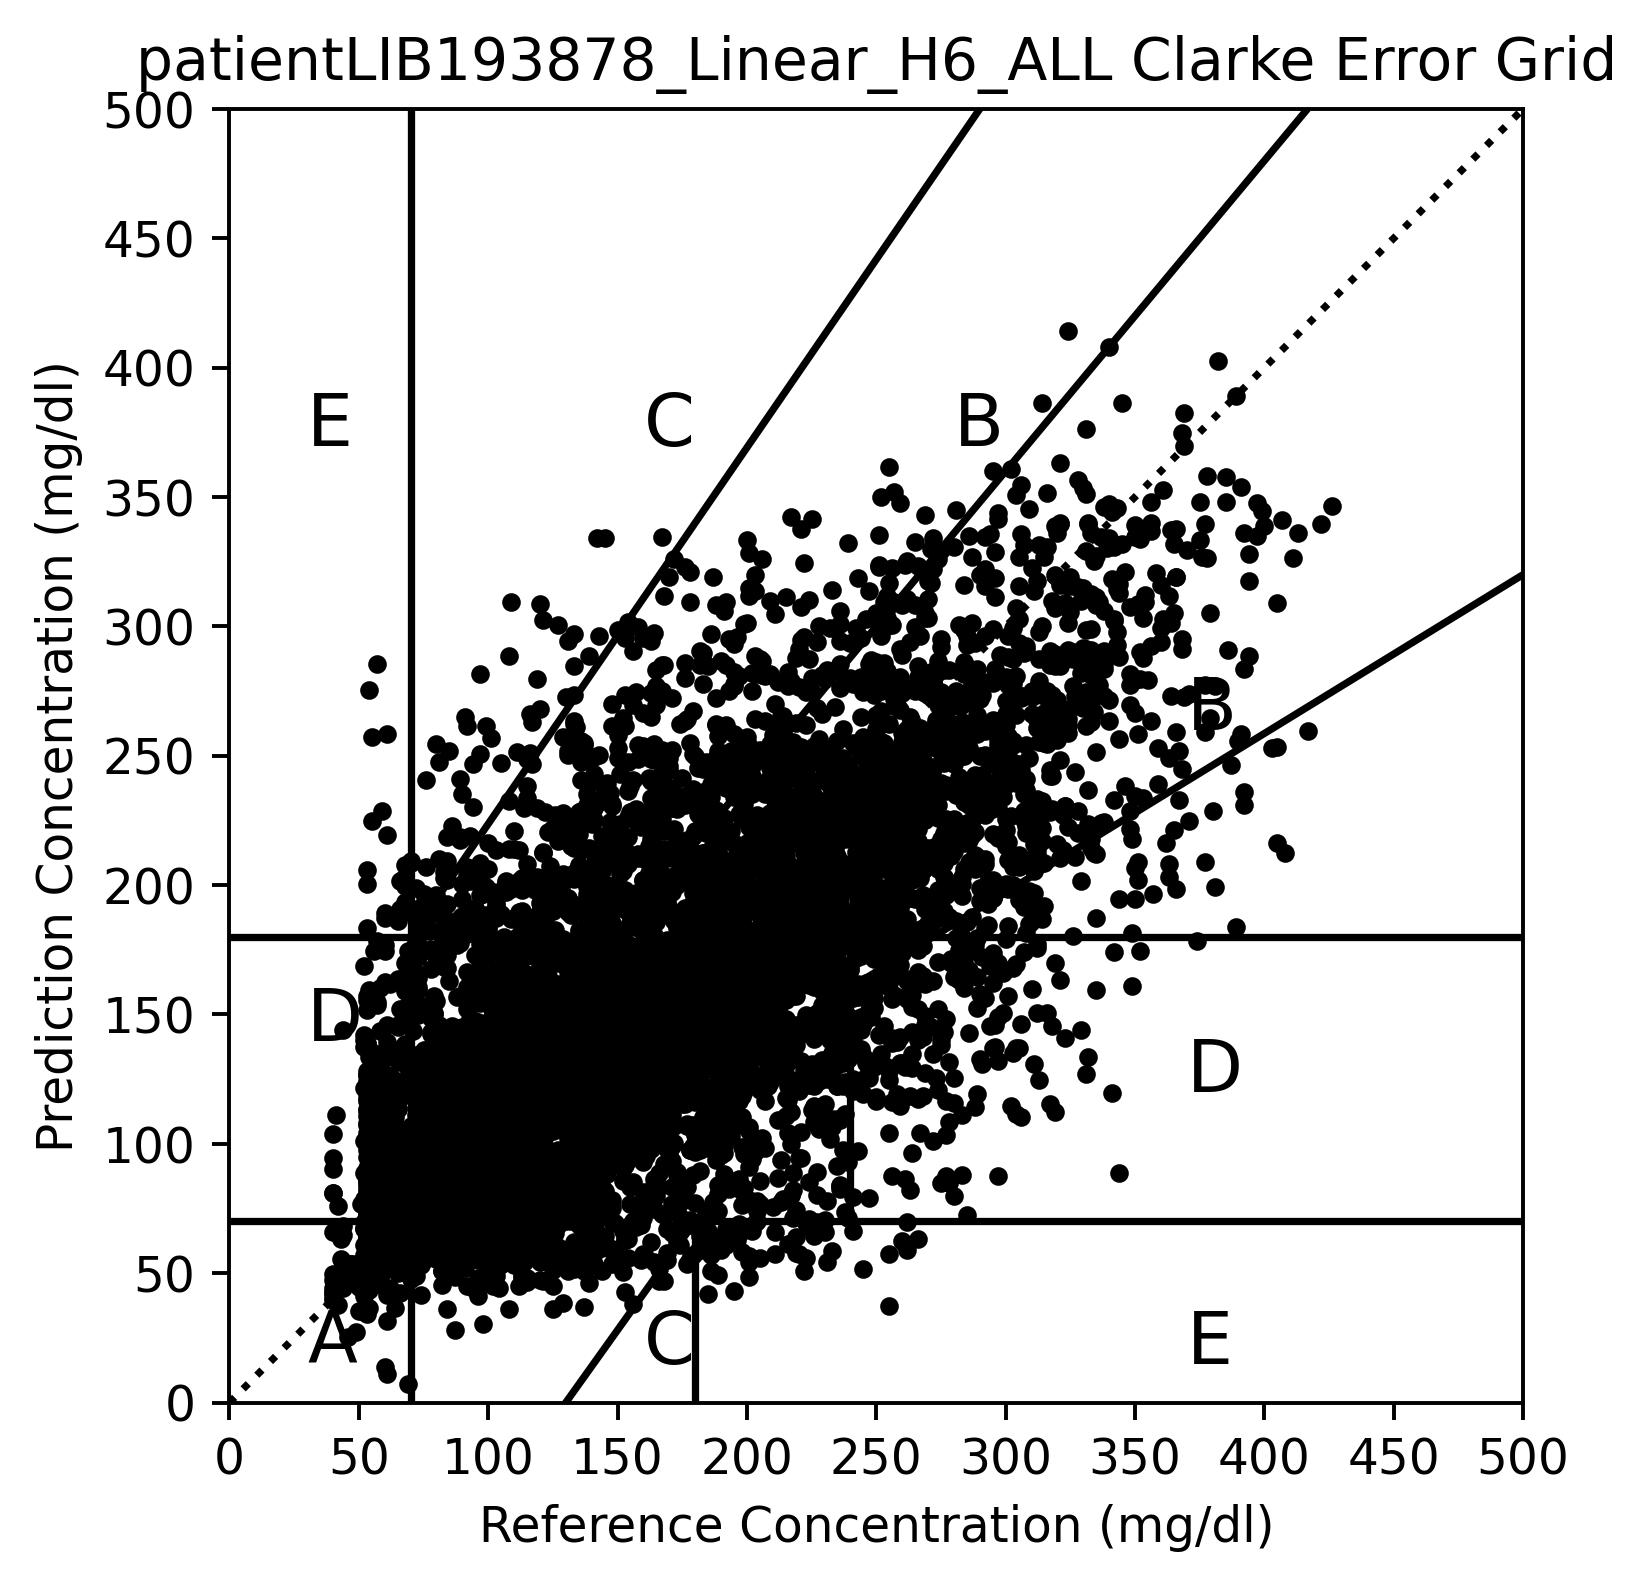 patientLIB193878_Linear_H6_ALL Clarke Error Grid
500
450
400
350
300
250
200
150
100
50
0
Prediction Concentration (mg/dl)
E
C
B
B
D
D
A
C
E
0 50 100 150 200 250 300 350 400 450 500
Reference Concentration (mg/dl)